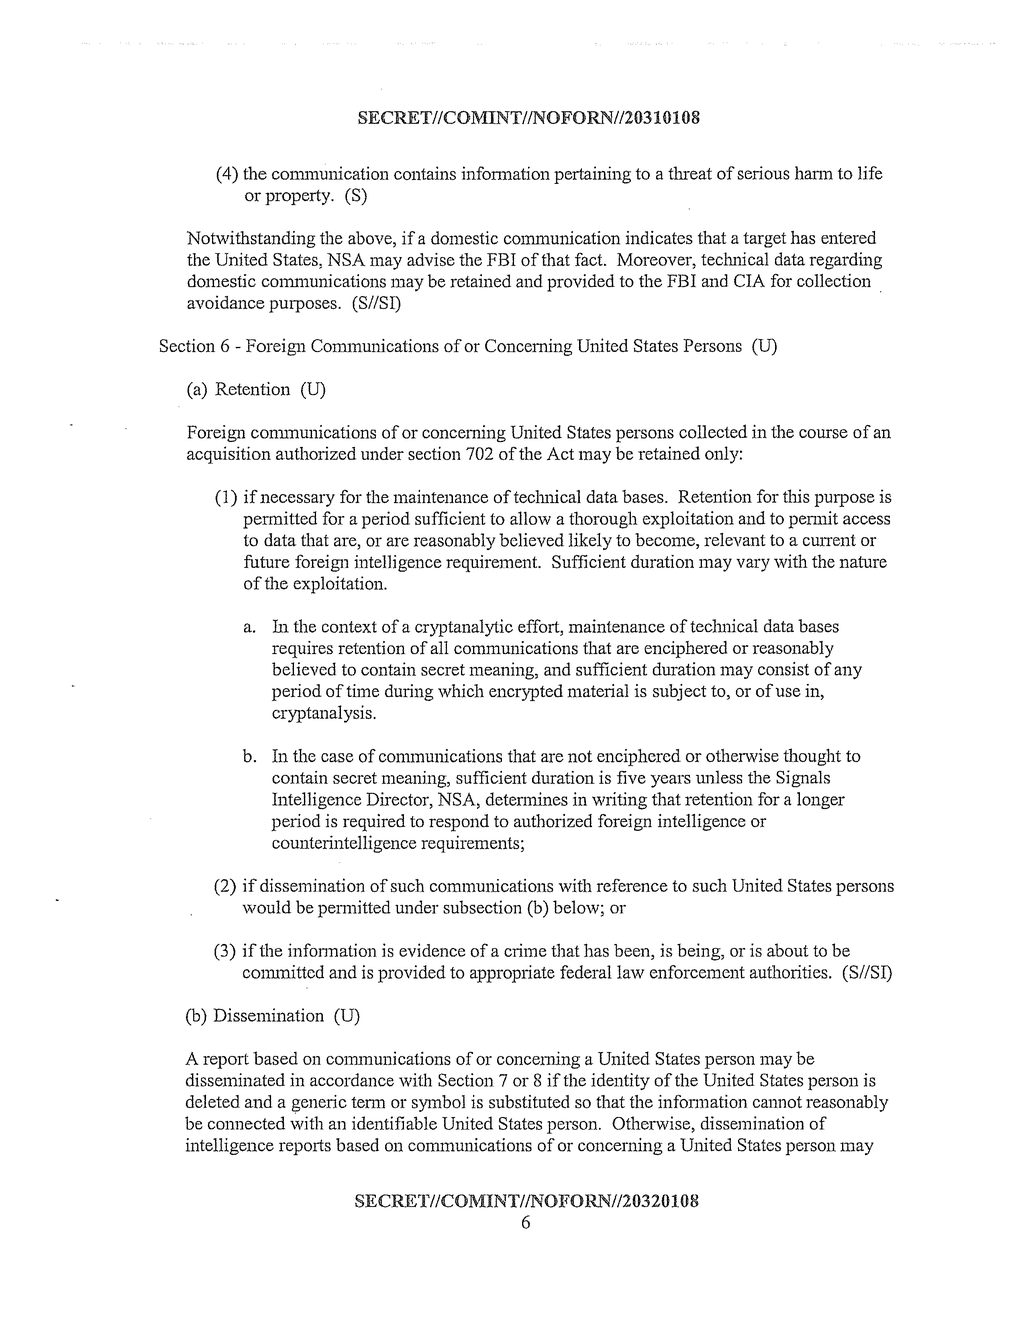 SECRET//COMINT//NOFORN//20310108
(4) the communication contains information pertaining to a threat of serious harm to life
or property. (S)
Notwithstanding the above, if a domestic communication indicates that a target has entered
the United States, NSA may advise the FBI of that fact. Moreover, technical data regarding
domestic communications may be retained and provided to the FBI and CIA for collection
avoidance purposes. (S//SI)
Section 6 - Foreign Communications of or Concerning United States Persons (U)
(a) Retention (U)
Foreign communications of or concerning United States persons collected in the course of an
acquisition authorized under section 702 of the Act may be retained only:
(1) if necessary for the maintenance of technical data bases. Retention for this purpose is
permitted for a period sufficient to allow a thorough exploitation and to permit access
to data that are, or are reasonably believed likely to become, relevant to a current or
future foreign intelligence requirement. Sufficient duration may vary with the nature
of the exploitation.
a. In the context of a cryptanalytic effort, maintenance of technical data bases
requires retention of all communications that are enciphered or reasonably
believed to contain secret meaning, and sufficient duration may consist of any
period of time during which encrypted material is subject to, or of use in,
cryptanalysis.
b. In the case of communications that are not enciphered or otherwise thought to
contain secret meaning, sufficient duration is five years unless the Signals
Intelligence Director, NSA, determines in writing that retention for a longer
period is required to respond to authorized foreign intelligence or
counterintelligence requirements;
(2) if dissemination of such communications with reference to such United States persons
would be permitted under subsection (b) below; or
(3) if the information is evidence of a crime that has been, is being, or is about to be
committed and is provided to appropriate federal law enforcement authorities. (S//SI)
(b) Dissemination (U)
A report based on communications of or concerning a United States person may be
disseminated in accordance with Section 7 or 8 if the identity of the United States person is
deleted and a generic term or symbol is substituted so that the information cannot reasonably
be connected with an identifiable United States person. Otherwise, dissemination of
intelligence reports based on communications of or concerning a United States person may
SECRET//COMINT//NOFORN//20320108
6